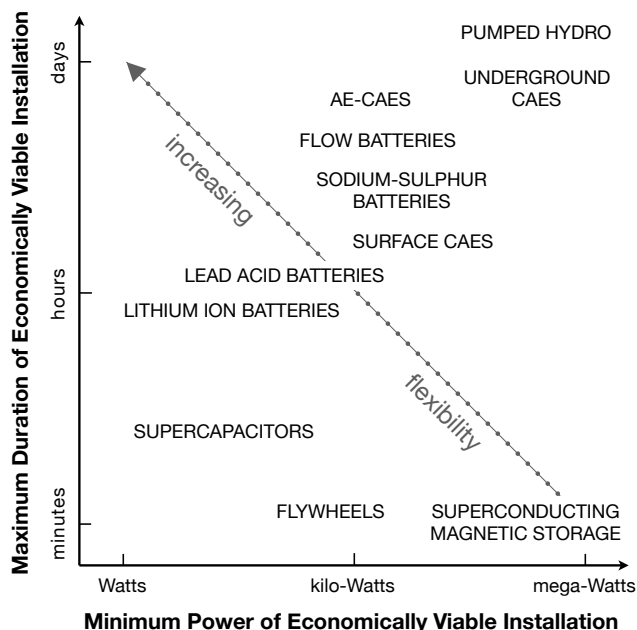 Maximum Duration of Economically Viable Installation
days
hours
minutes
PUMPED HYDRO
UNDERGROUND
CAES
AE-CAES
FLOW BATTERIES
SODIUM-SULPHUR
BATTERIES
SURFACE CAES
increasing
LEAD ACID BATTERIES
LITHIUM ION BATTERIES
flexibility
SUPERCAPACITORS
FLYWHEELS
SUPERCONDUCTING
MAGNETIC STORAGE
Watts
kilo-Watts
mega-Watts
Minimum Power of Economically Viable Installation